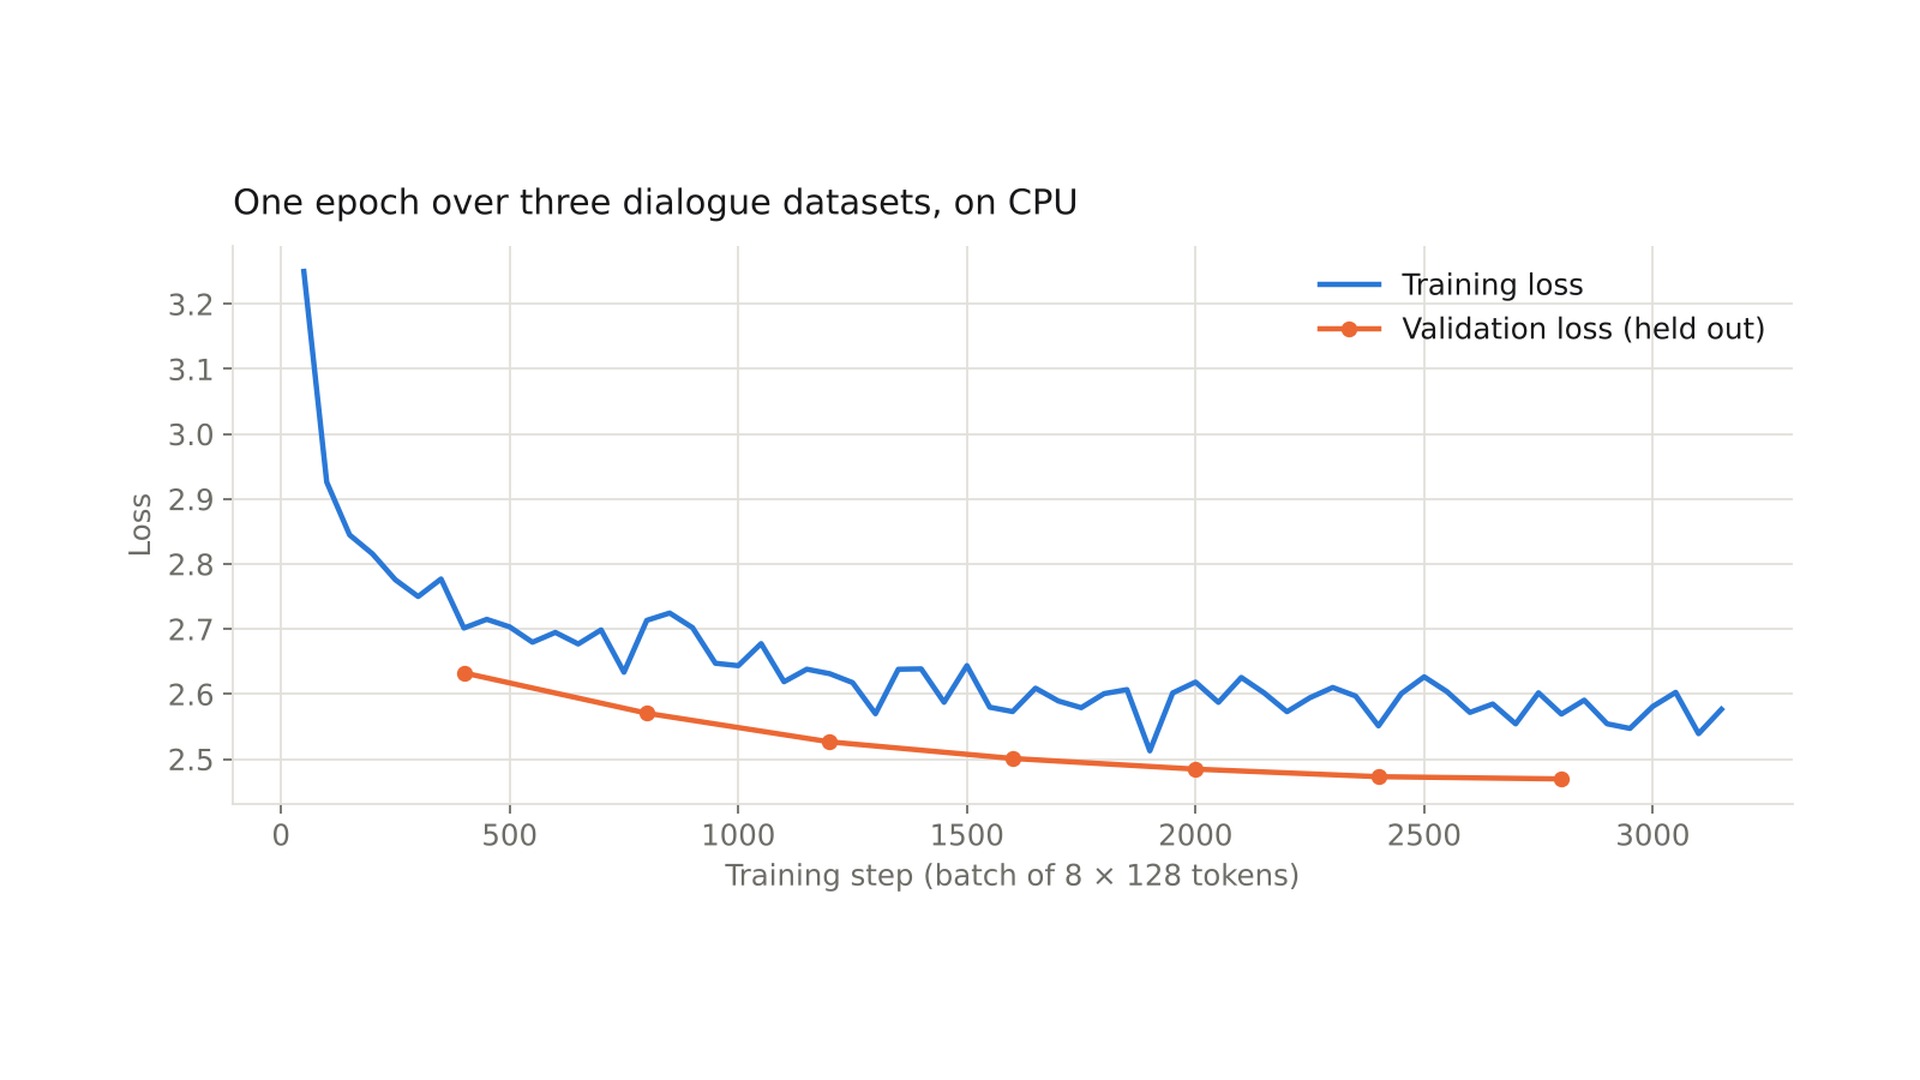 One epoch over three dialogue datasets, on CPU
Training loss
Validation loss (held out)
3.2
3.1
3.0
2.9
2.8
2.7
2.6
2.5
Loss
0 500 1000 1500 2000 2500 3000
Training step (batch of 8 × 128 tokens)